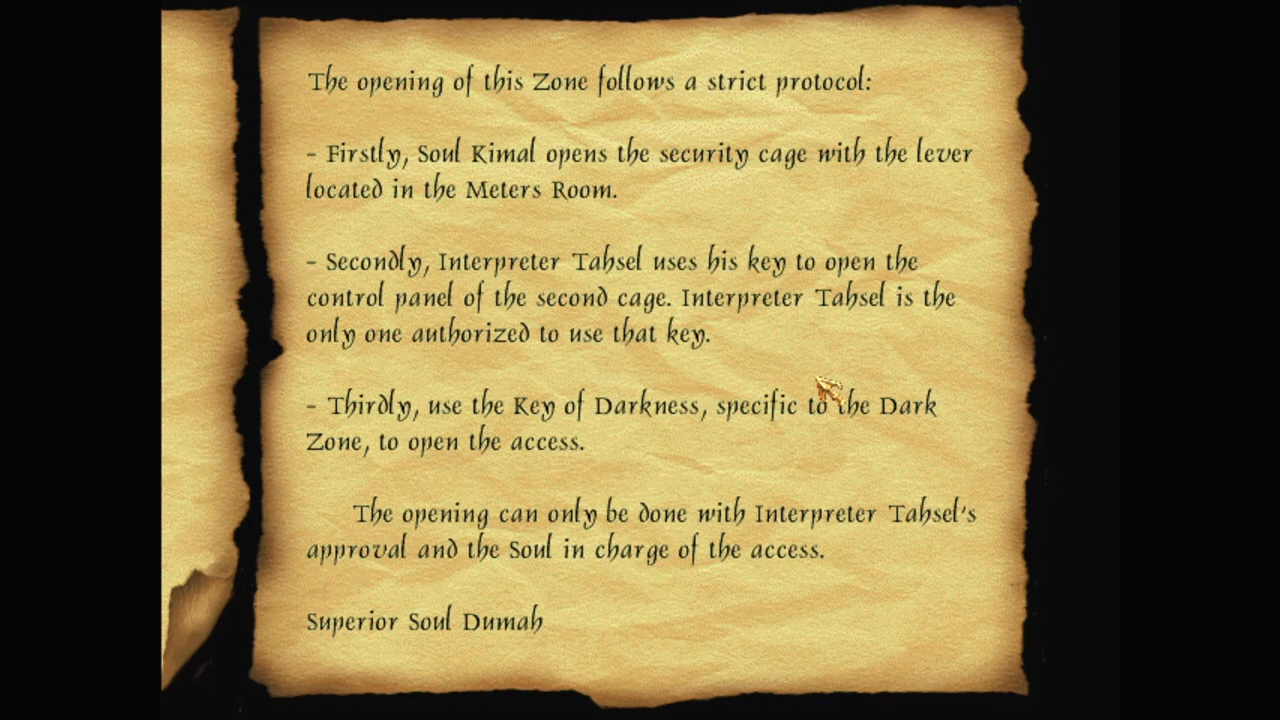 The opening of this Zone follows a strict protocol:
- Firstly, Soul Kimal opens the security cage with the lever
located in the Meters Room.
- Secondly, Interpreter Tahsel uses his key to open the
control panel of the second cage. Interpreter Tahsel is the
only one authorized to use that key.
- Thirdly, use the Key of Darkness, specific to the Dark
Zone, to open the access.
The opening can only be done with Interpreter Tahsel's
approval and the Soul in charge of the access.
Superior Soul Dumah